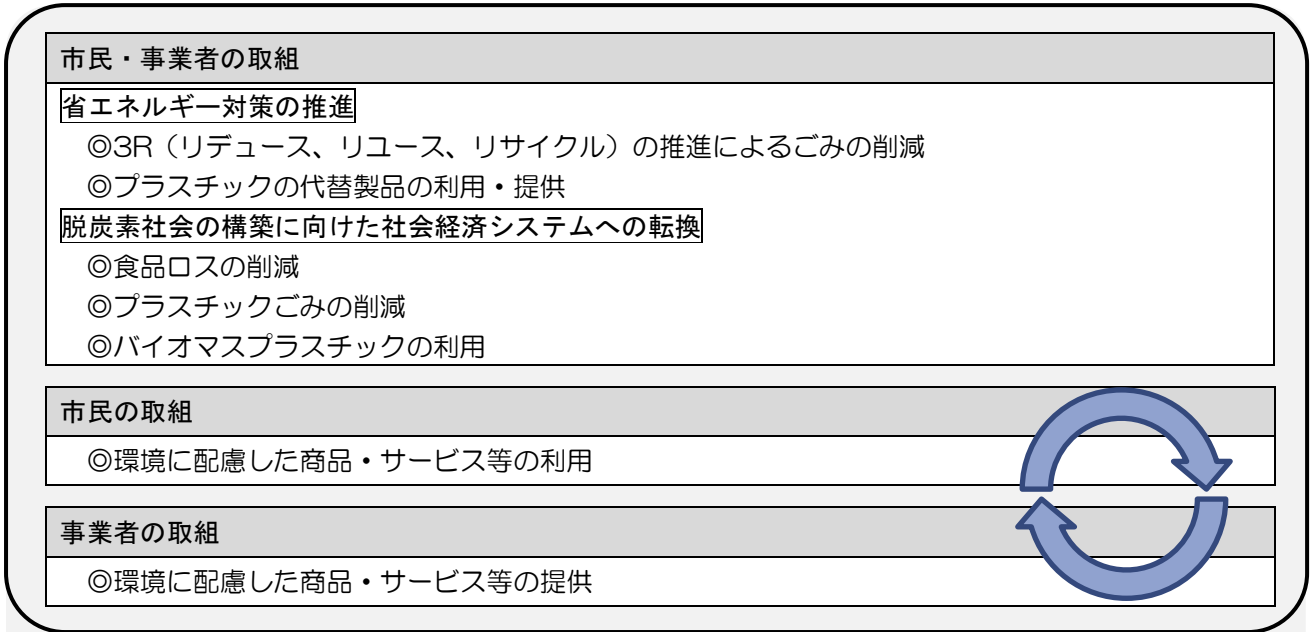 市民・事業者の取組
省エネルギー対策の推進
◎3R（リデュース、リユース、リサイクル）の推進によるごみの削減
◎プラスチックの代替製品の利用・提供
脱炭素社会の構築に向けた社会経済システムへの転換
◎食品ロスの削減
◎プラスチックごみの削減
◎バイオマスプラスチックの利用
市民の取組
◎環境に配慮した商品・サービス等の利用
事業者の取組
◎環境に配慮した商品・サービス等の提供